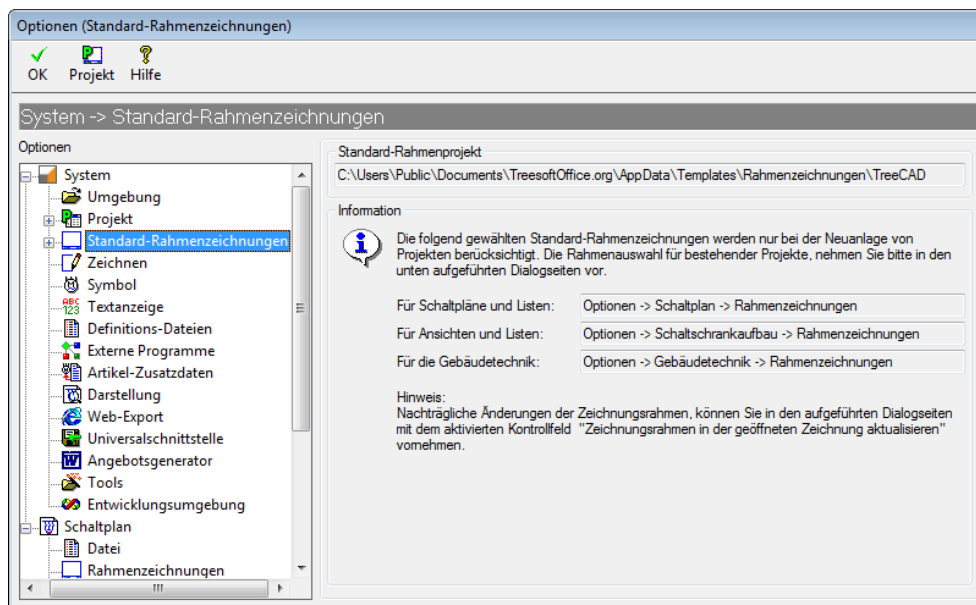 Optionen (Standard-Rahmenzeichnungen)
OK Projekt Hilfe
System -> Standard-Rahmenzeichnungen
Optionen
System
Umgebung
Projekt
Standard-Rahmenzeichnungen
Zeichnen
Symbol
Textanzeige
Definitions-Dateien
Externe Programme
Artikel-Zusatzdaten
Darstellung
Web-Export
Universalschnittstelle
Angebotsgenerator
Tools
Entwicklungsumgebung
Schaltplan
Datei
Rahmenzeichnungen
Standard-Rahmenprojekt
C:\Users\Public\Documents\TreesoftOffice.org\AppData\Templates\Rahmenzeichnungen\TreeCAD
Information
Die folgend gewählten Standard-Rahmenzeichnungen werden nur bei der Neuanlage von
Projekten berücksichtigt. Die Rahmenauswahl für bestehender Projekte, nehmen Sie bitte in den
unten aufgeführten Dialogseiten vor.
Für Schaltpläne und Listen: Optionen -> Schaltplan -> Rahmenzeichnungen
Für Ansichten und Listen: Optionen -> Schaltschrankaufbau -> Rahmenzeichnungen
Für die Gebäudetechnik: Optionen -> Gebäudetechnik -> Rahmenzeichnungen
Hinweis:
Nachträgliche Änderungen der Zeichnungsrahmen, können Sie in den aufgeführten Dialogseiten
mit dem aktivierten Kontrollfeld "Zeichnungsrahmen in der geöffneten Zeichnung aktualisieren"
vornehmen.